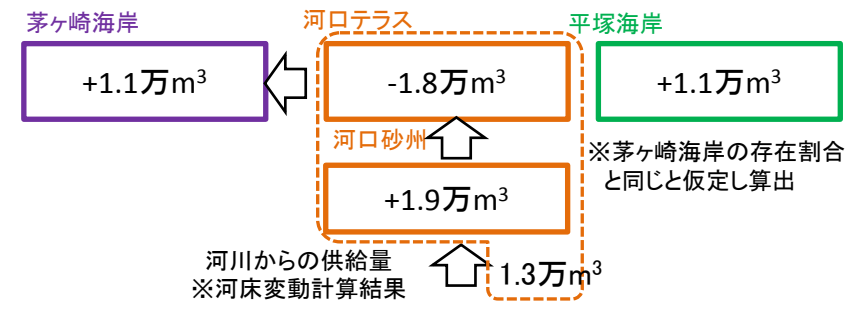 茅ヶ崎海岸
河口テラス
平塚海岸
+1.1万m³
-1.8万m³
+1.1万m³
河口砂州
※茅ヶ崎海岸の存在割合
と同じと仮定し算出
+1.9万m³
河川からの供給量
※河床変動計算結果
1.3万m³